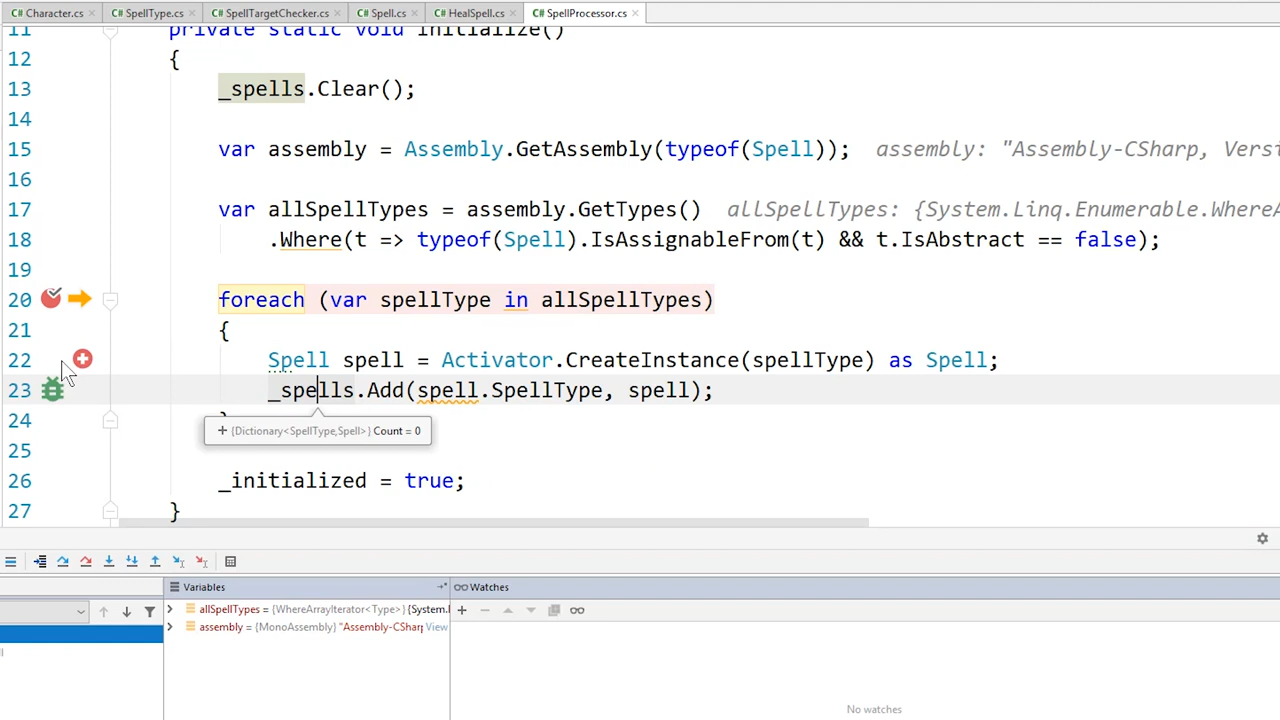 C# Character.cs × C# SpellType.cs × C# SpellTargetChecker.cs × C# Spell.cs × C# HealSpell.cs × C# SpellProcessor.cs ×
11 private static void initialize()
12 {
13 _spells.Clear();
14
15 var assembly = Assembly.GetAssembly(typeof(Spell)); assembly: "Assembly-CSharp, Versi
16
17 var allSpellTypes = assembly.GetTypes() allSpellTypes: {System.Linq.Enumerable.WhereA
18 .Where(t => typeof(Spell).IsAssignableFrom(t) && t.IsAbstract == false);
19
20 foreach (var spellType in allSpellTypes)
21 {
22 Spell spell = Activator.CreateInstance(spellType) as Spell;
23 _spells.Add(spell.SpellType, spell);
24
+ {Dictionary<SpellType,Spell>} Count = 0
25
26 _initialized = true;
27 }
Variables
Watches
allSpellTypes = {WhereArrayIterator<Type>} {System.
assembly = {MonoAssembly} "Assembly-CSharp View
No watches